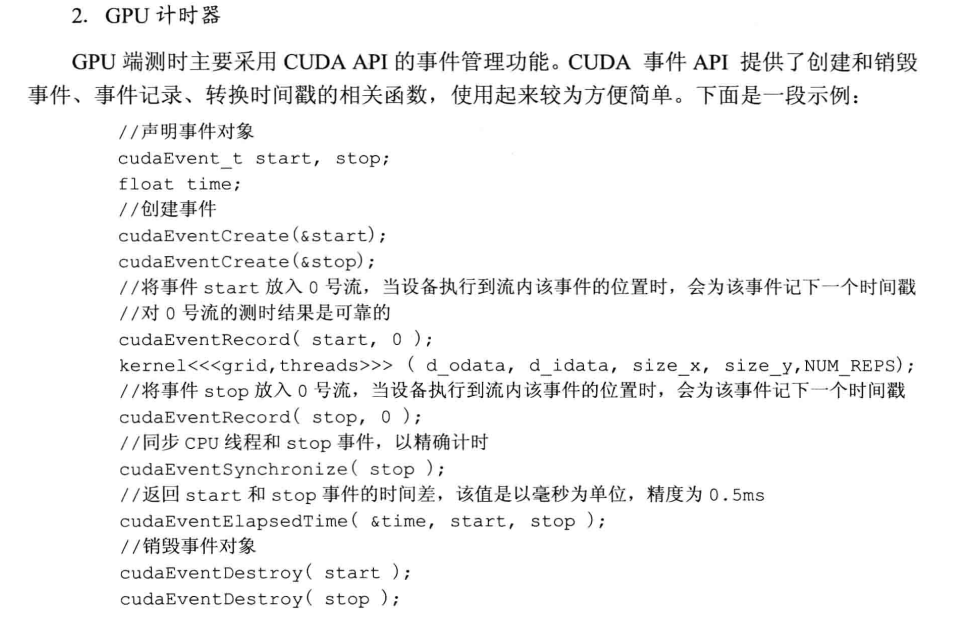 2. GPU 计时器
GPU 端测时主要采用 CUDA API 的事件管理功能。CUDA 事件 API 提供了创建和销毁
事件、事件记录、转换时间戳的相关函数，使用起来较为方便简单。下面是一段示例：
//声明事件对象
cudaEvent_t start, stop;
float time;
//创建事件
cudaEventCreate(&start);
cudaEventCreate(&stop);
//将事件 start 放入 0 号流，当设备执行到流内该事件的位置时，会为该事件记下一个时间戳
//对 0 号流的测时结果是可靠的
cudaEventRecord( start, 0 );
kernel<<<grid,threads>>> ( d_odata, d_idata, size_x, size_y,NUM_REPS);
//将事件 stop 放入 0 号流，当设备执行到流内该事件的位置时，会为该事件记下一个时间戳
cudaEventRecord( stop, 0 );
//同步 CPU 线程和 stop 事件，以精确计时
cudaEventSynchronize( stop );
//返回 start 和 stop 事件的时间差，该值是以毫秒为单位，精度为 0.5ms
cudaEventElapsedTime( &time, start, stop );
//销毁事件对象
cudaEventDestroy( start );
cudaEventDestroy( stop );